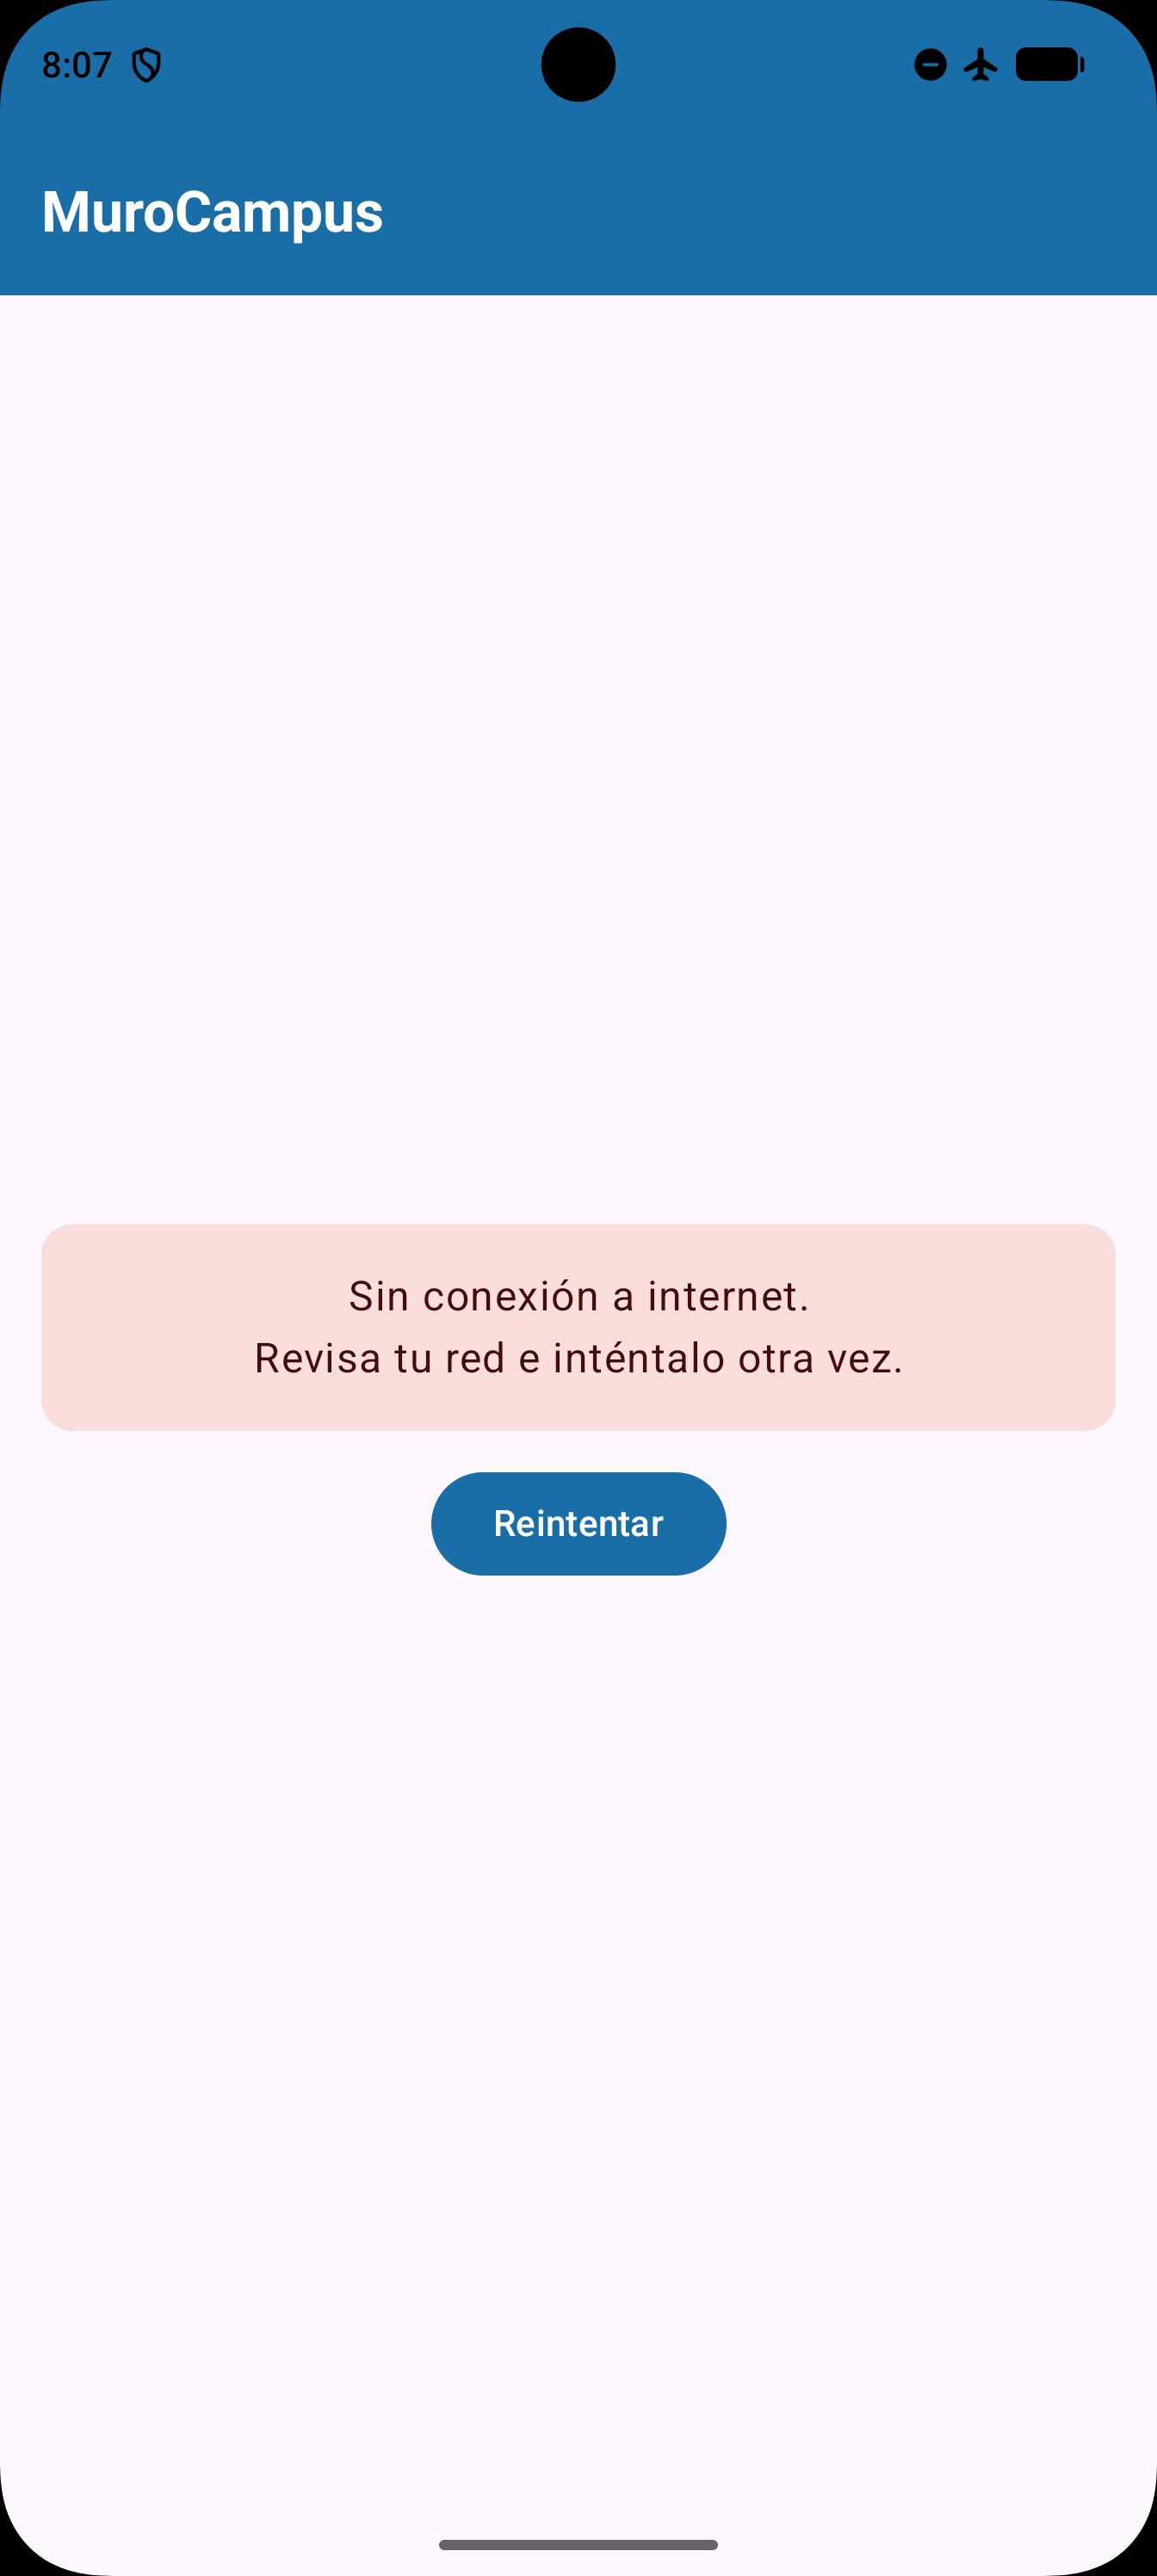 8:07
MuroCampus
Sin conexión a internet.
Revisa tu red e inténtalo otra vez.
Reintentar